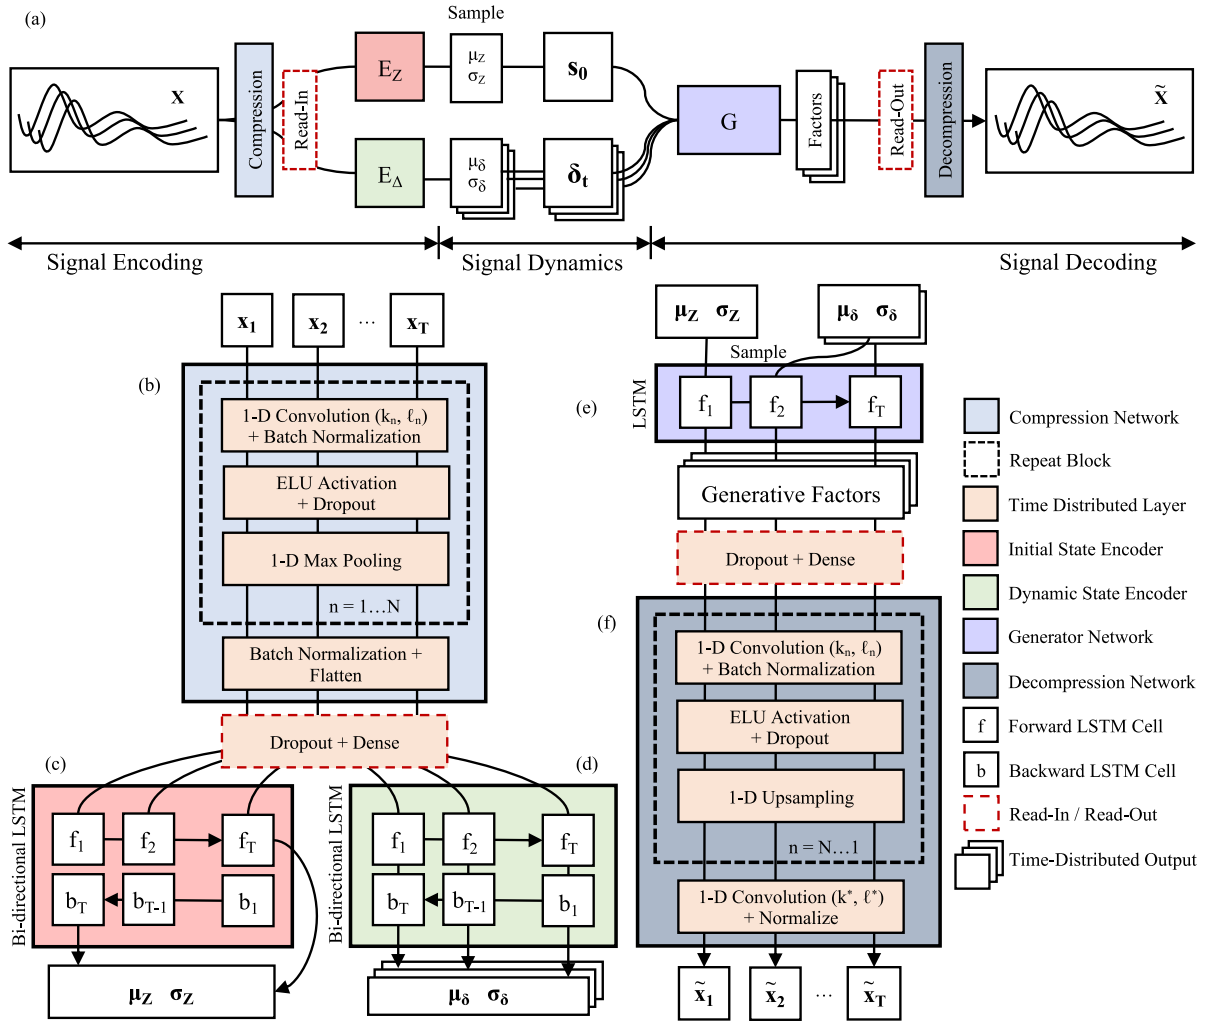 (a)
Sample
X
Compression
Read-In
E_Z
μ_Z
σ_Z
s_0
E_Δ
μ_δ
σ_δ
δ_t
G
Factors
Read-Out
Decompression
X̃
Signal Encoding
Signal Dynamics
Signal Decoding
(b)
x_1
x_2
...
x_T
1-D Convolution (k_n, ℓ_n)
+ Batch Normalization
ELU Activation
+ Dropout
1-D Max Pooling
n = 1...N
Batch Normalization +
Flatten
Dropout + Dense
(c)
Bi-directional LSTM
f_1
f_2
f_T
b_T
b_T-1
b_1
μ_Z σ_Z
(d)
Bi-directional LSTM
f_1
f_2
f_T
b_T
b_T-1
b_1
μ_δ σ_δ
(e)
μ_Z σ_Z
μ_δ σ_δ
Sample
LSTM
f_1
f_2
f_T
Generative Factors
Dropout + Dense
(f)
1-D Convolution (k_n, ℓ_n)
+ Batch Normalization
ELU Activation
+ Dropout
1-D Upsampling
n = N...1
1-D Convolution (k*, ℓ*)
+ Normalize
x̃_1
x̃_2
...
x̃_T
Compression Network
Repeat Block
Time Distributed Layer
Initial State Encoder
Dynamic State Encoder
Generator Network
Decompression Network
f
Forward LSTM Cell
b
Backward LSTM Cell
Read-In / Read-Out
Time-Distributed Output